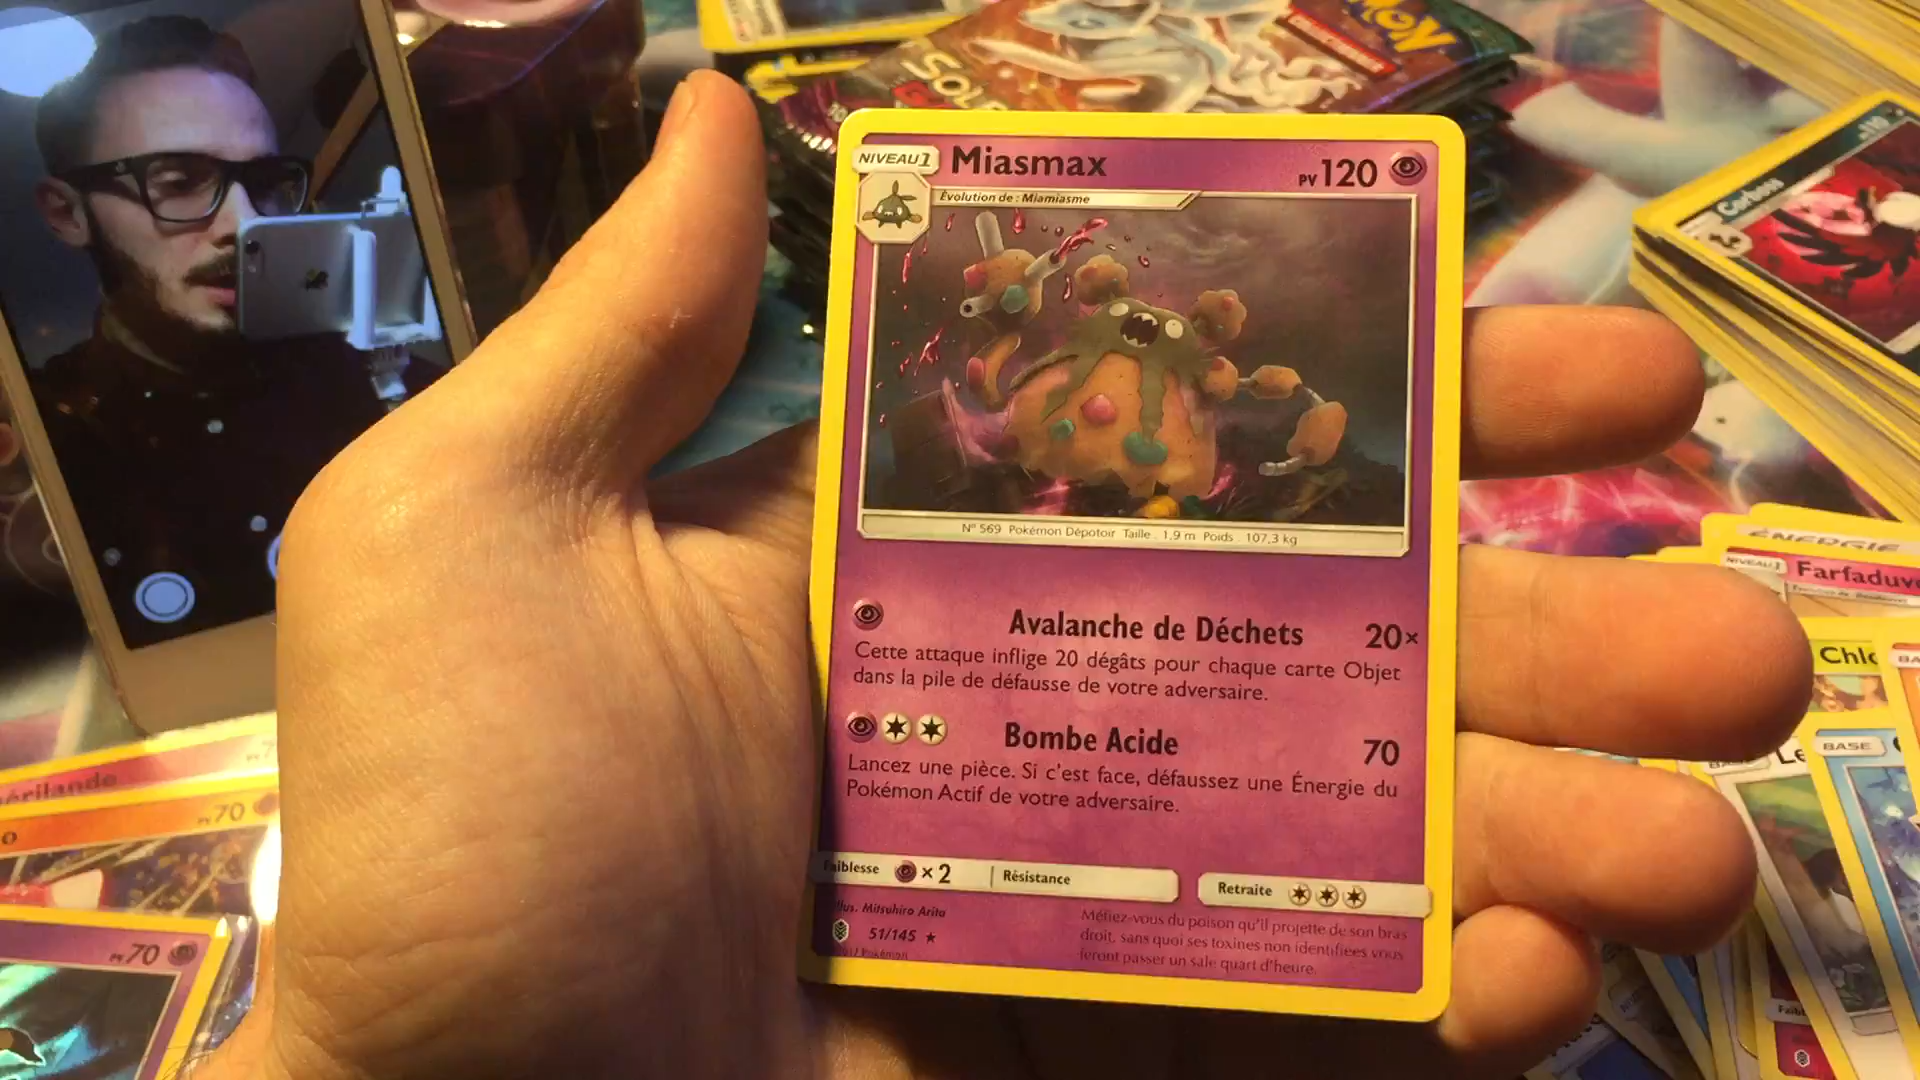 NIVEAU 1
Miasmax
PV 120
Évolution de : Miamiasme
N° 569 Pokémon Dépotoir Taille : 1,9 m Poids : 107,3 kg
Avalanche de Déchets 20×
Cette attaque inflige 20 dégâts pour chaque carte Objet
dans la pile de défausse de votre adversaire.
Bombe Acide 70
Lancez une pièce. Si c'est face, défaussez une Énergie du
Pokémon Actif de votre adversaire.
Faiblesse ×2
Résistance
Retraite
Illus. Mitsuhiro Arita
51/145
Méfiez-vous du poison qu'il projette de son bras
droit, sans quoi ses toxines non identifiées vous
feront passer un sale quart d'heure.
ÉNERGIE
NIVEAU 1
BASE
PV 70
PV 70